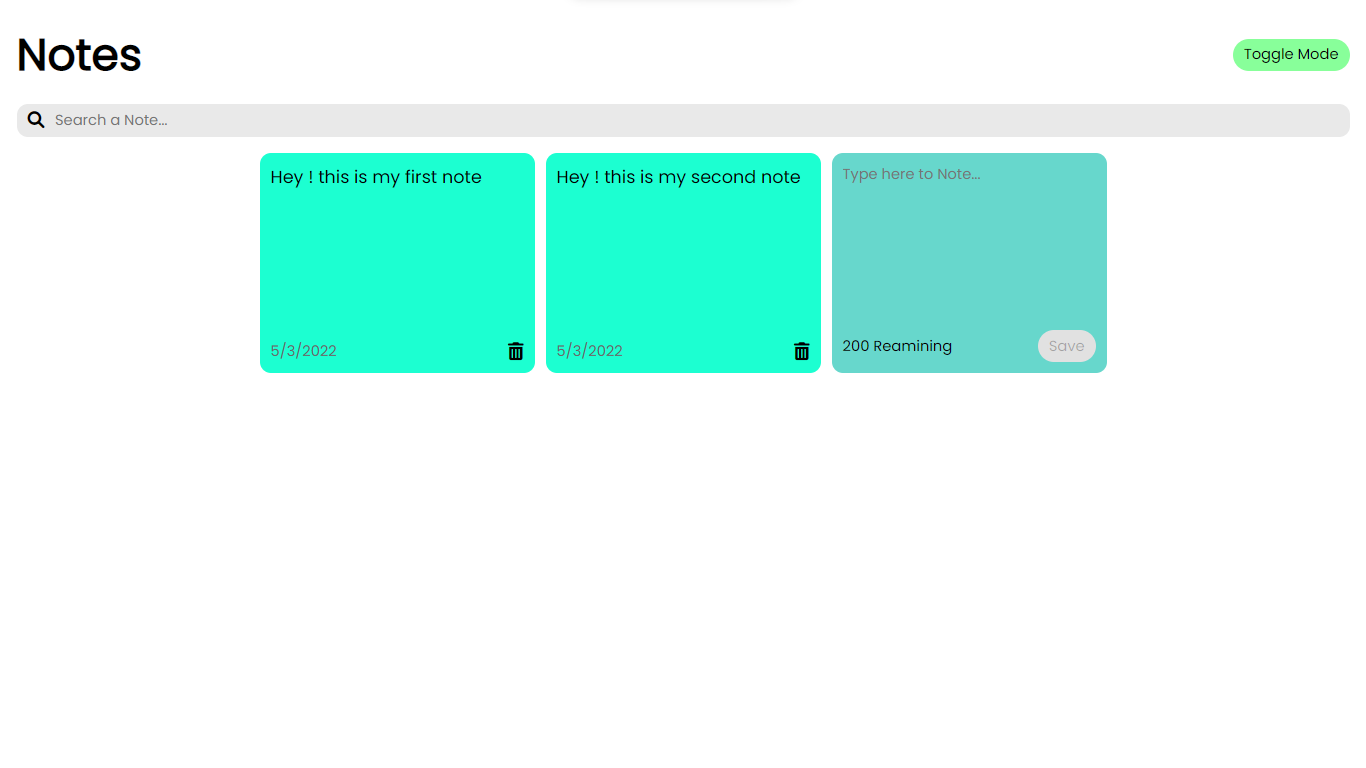 Notes
Toggle Mode
Search a Note...
Hey ! this is my first note
5/3/2022
Hey ! this is my second note
5/3/2022
Type here to Note...
200 Reamining
Save